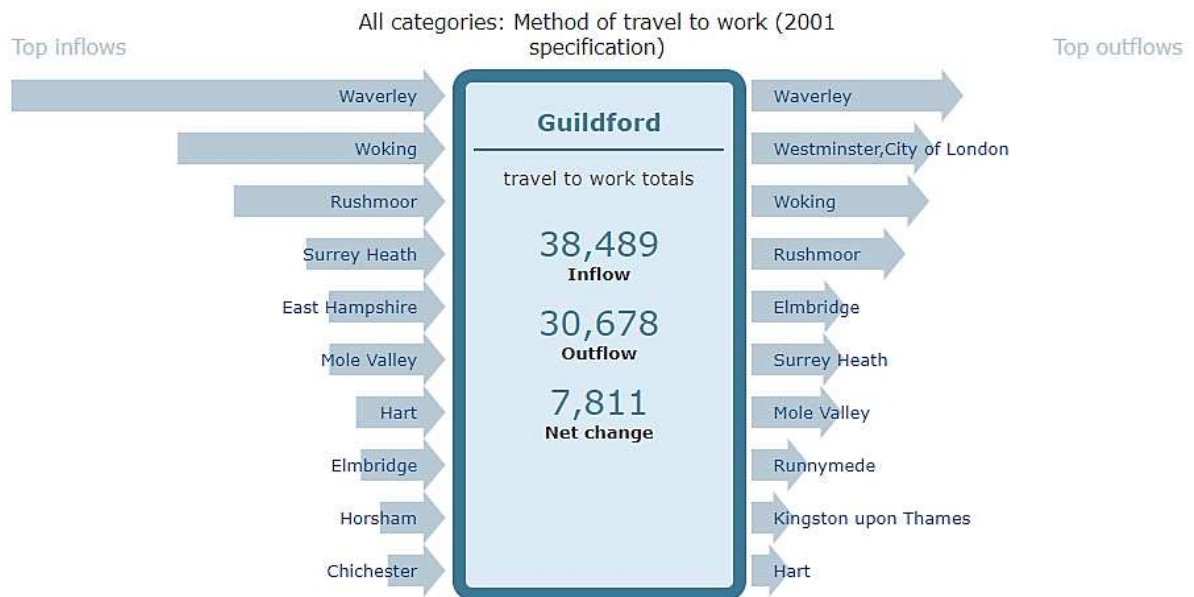 All categories: Method of travel to work (2001
specification)
Top inflows
Top outflows
Waverley
Woking
Rushmoor
Surrey Heath
East Hampshire
Mole Valley
Hart
Elmbridge
Horsham
Chichester
Guildford
travel to work totals
38,489
Inflow
30,678
Outflow
7,811
Net change
Waverley
Westminster,City of London
Woking
Rushmoor
Elmbridge
Surrey Heath
Mole Valley
Runnymede
Kingston upon Thames
Hart